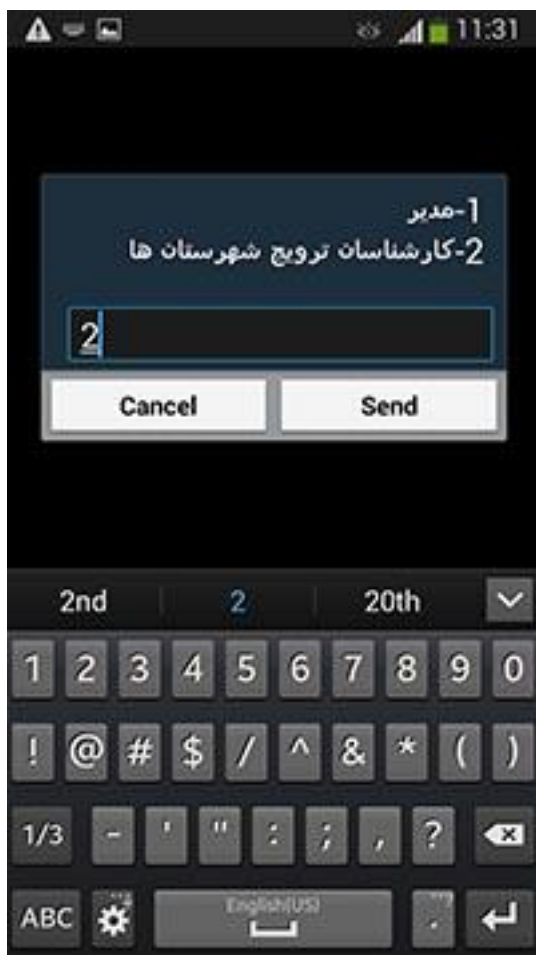 11:31
1-مدیر
2-کارشناسان ترویج شهرستان ها
2
Cancel Send
2nd 2 20th
1 2 3 4 5 6 7 8 9 0
! @ # $ / ^ & * ( )
1/3 - ' " : ; , ?
ABC English(US) .